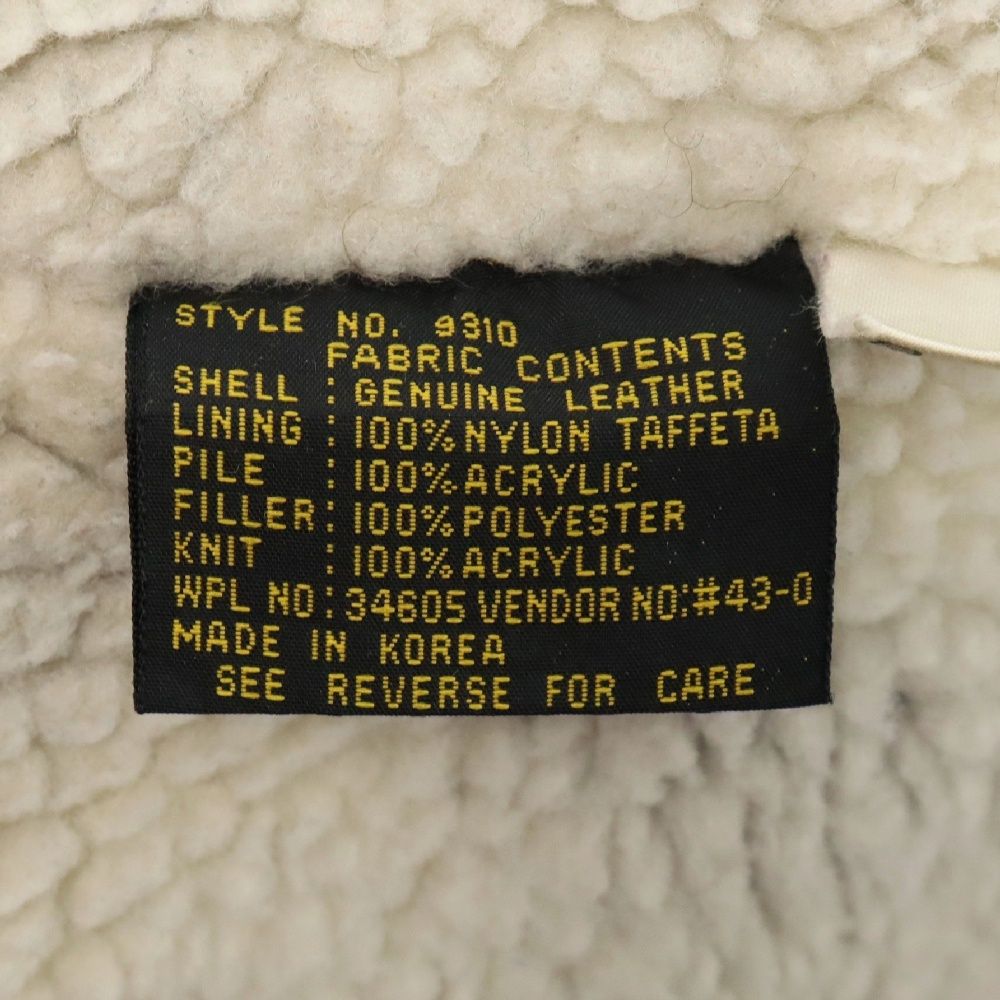 STYLE NO. 9310
FABRIC CONTENTS
SHELL : GENUINE LEATHER
LINING : 100% NYLON TAFFETA
PILE : 100% ACRYLIC
FILLER : 100% POLYESTER
KNIT : 100% ACRYLIC
WPL NO: 34605 VENDOR NO:#43-0
MADE IN KOREA
SEE REVERSE FOR CARE